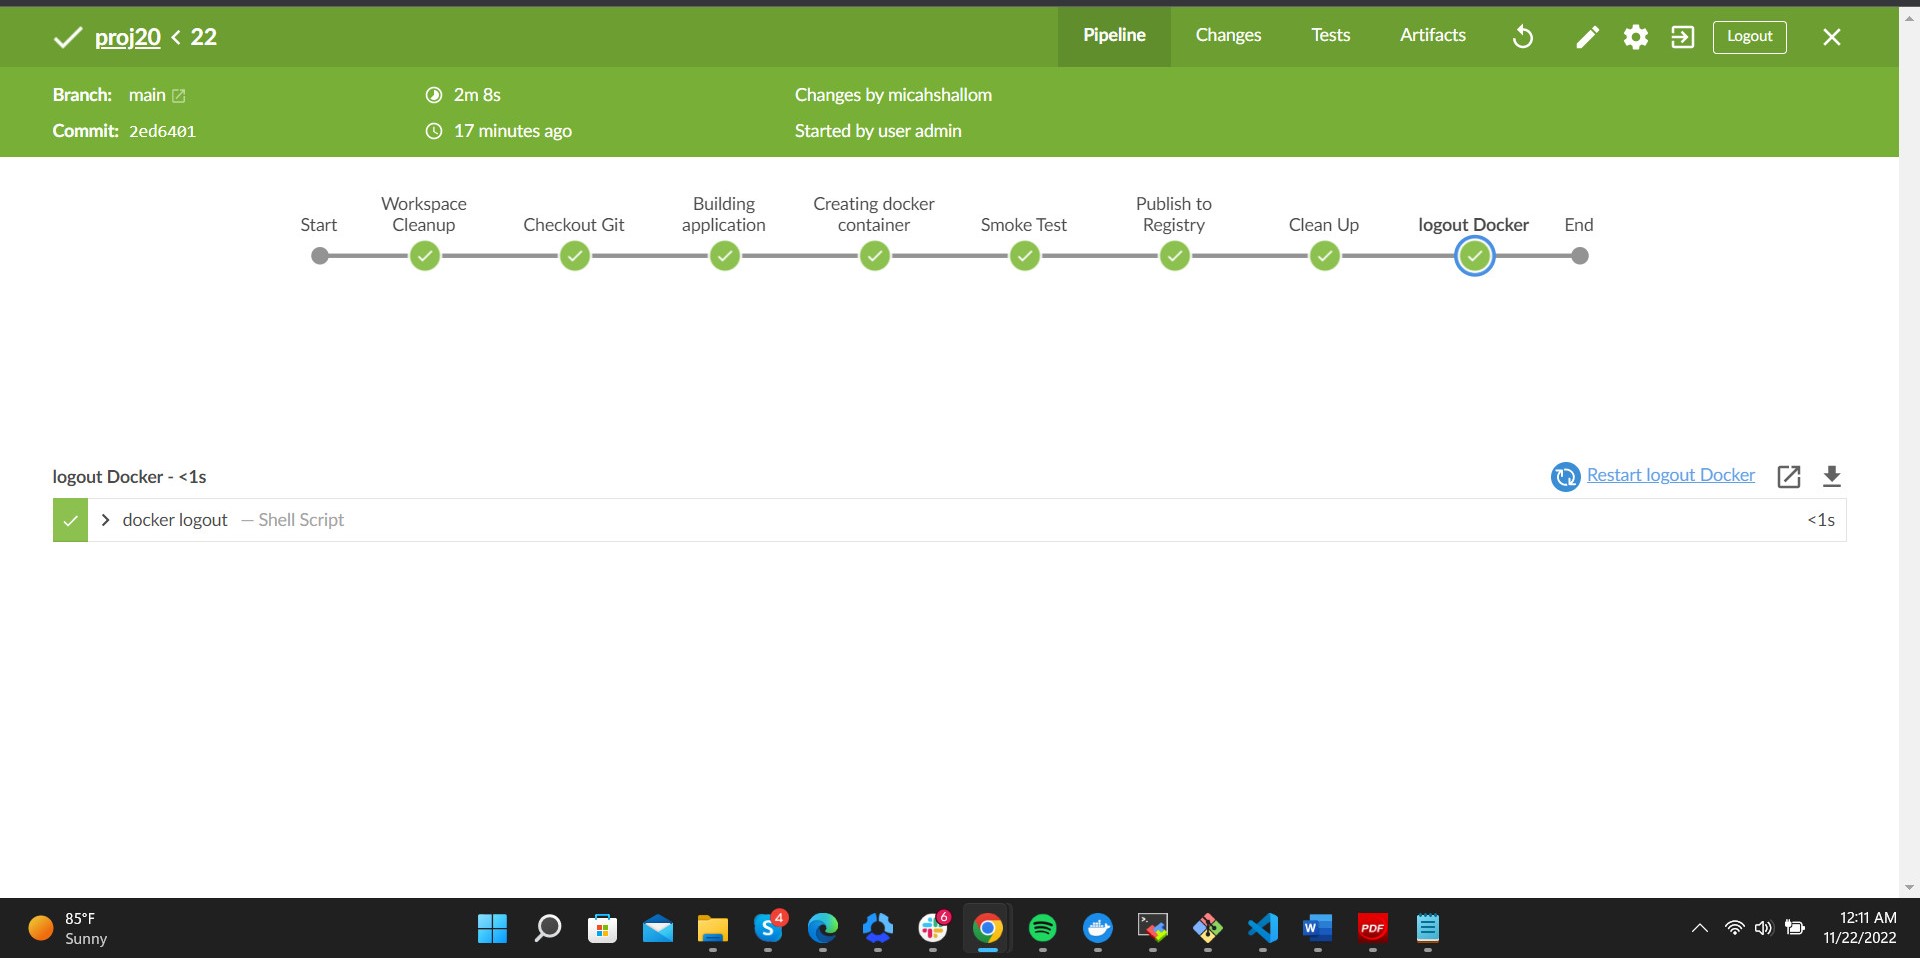 proj20 < 22
Pipeline
Changes
Tests
Artifacts
Logout
Branch: main
2m 8s
Changes by micahshallom
Commit: 2ed6401
17 minutes ago
Started by user admin
Start
Workspace
Cleanup
Checkout Git
Building
application
Creating docker
container
Smoke Test
Publish to
Registry
Clean Up
logout Docker
End
logout Docker - <1s
Restart logout Docker
docker logout — Shell Script
<1s
85°F
Sunny
S
4
6
W
PDF
12:11 AM
11/22/2022